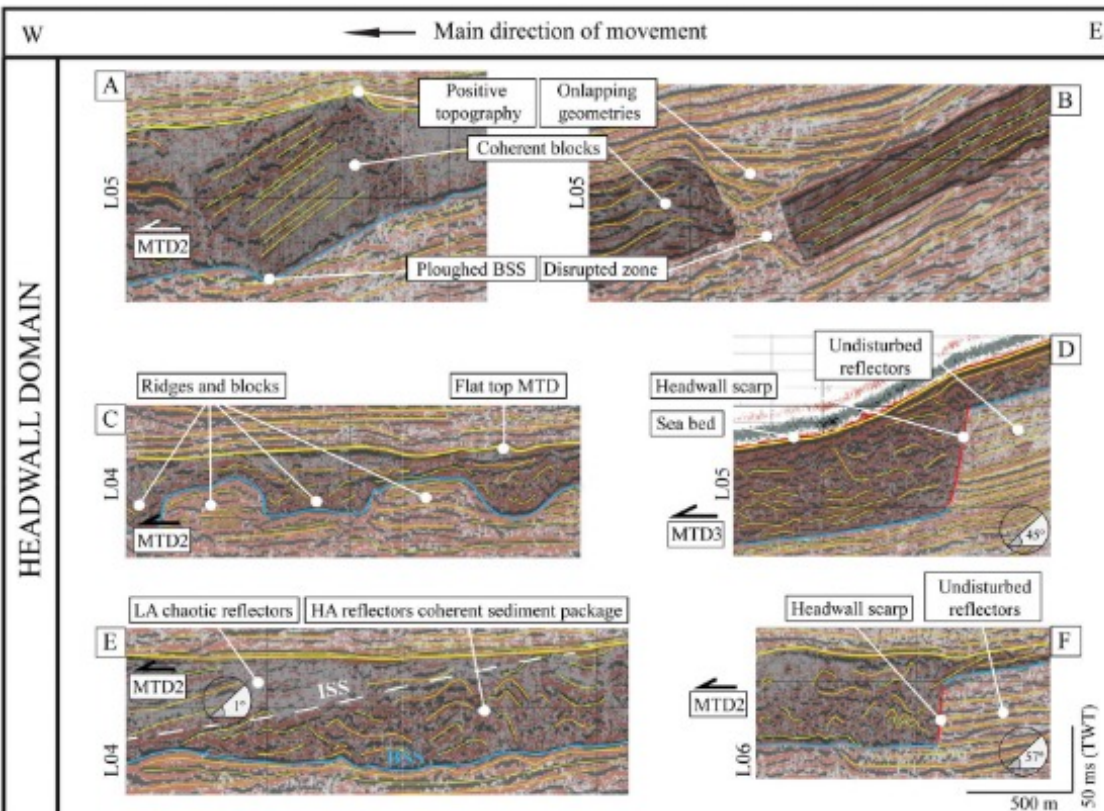 W
Main direction of movement
E
HEADWALL DOMAIN
A
Positive
topography
Onlapping
geometries
B
Coherent blocks
L05
L05
MTD2
Ploughed BSS
Disrupted zone
Undisturbed
reflectors
D
Ridges and blocks
Flat top MTD
Headwall scarp
C
Sea bed
L04
L05
MTD2
MTD3
45°
LA chaotic reflectors
HA reflectors coherent sediment package
Undisturbed
reflectors
Headwall scarp
E
F
MTD2
ISS
MTD2
1°
L04
BSS
L06
57°
50 ms (TWT)
500 m